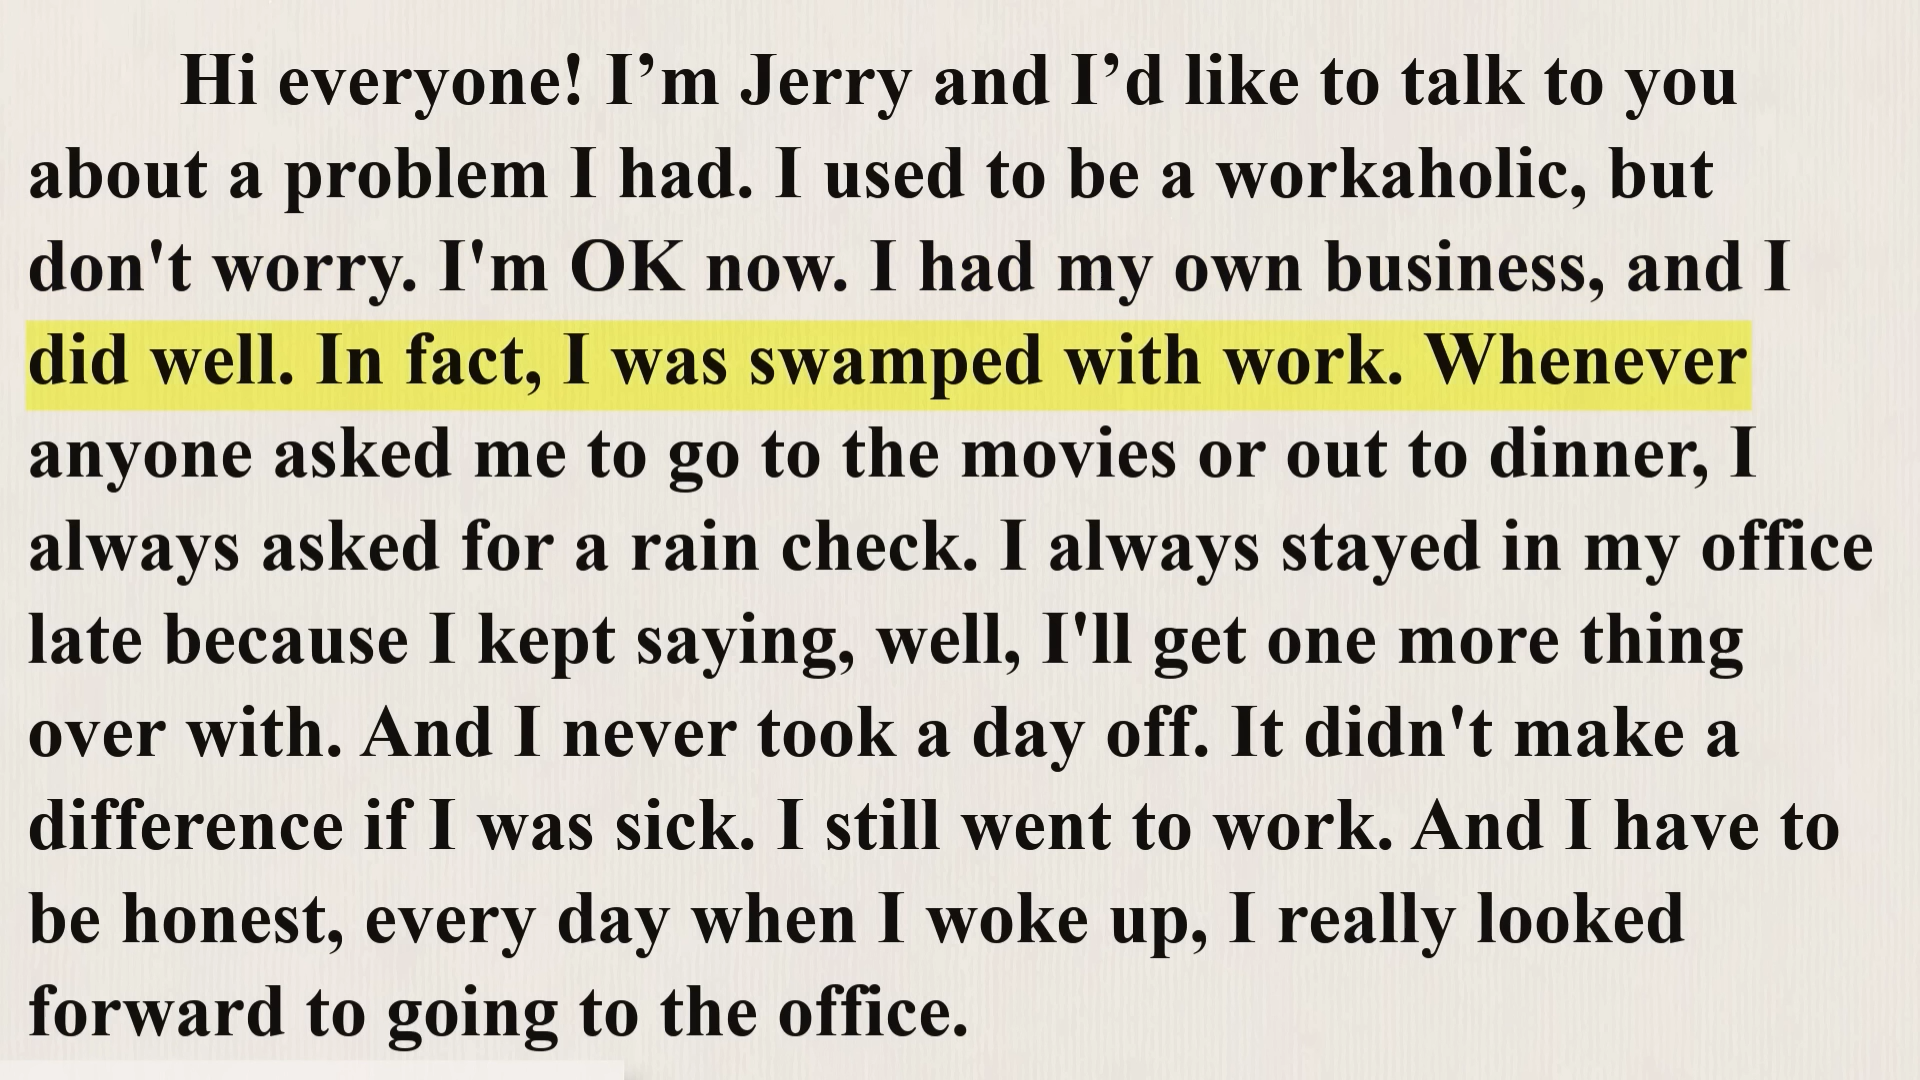 Hi everyone! I’m Jerry and I’d like to talk to you
about a problem I had. I used to be a workaholic, but
don't worry. I'm OK now. I had my own business, and I
did well. In fact, I was swamped with work. Whenever
anyone asked me to go to the movies or out to dinner, I
always asked for a rain check. I always stayed in my office
late because I kept saying, well, I'll get one more thing
over with. And I never took a day off. It didn't make a
difference if I was sick. I still went to work. And I have to
be honest, every day when I woke up, I really looked
forward to going to the office.